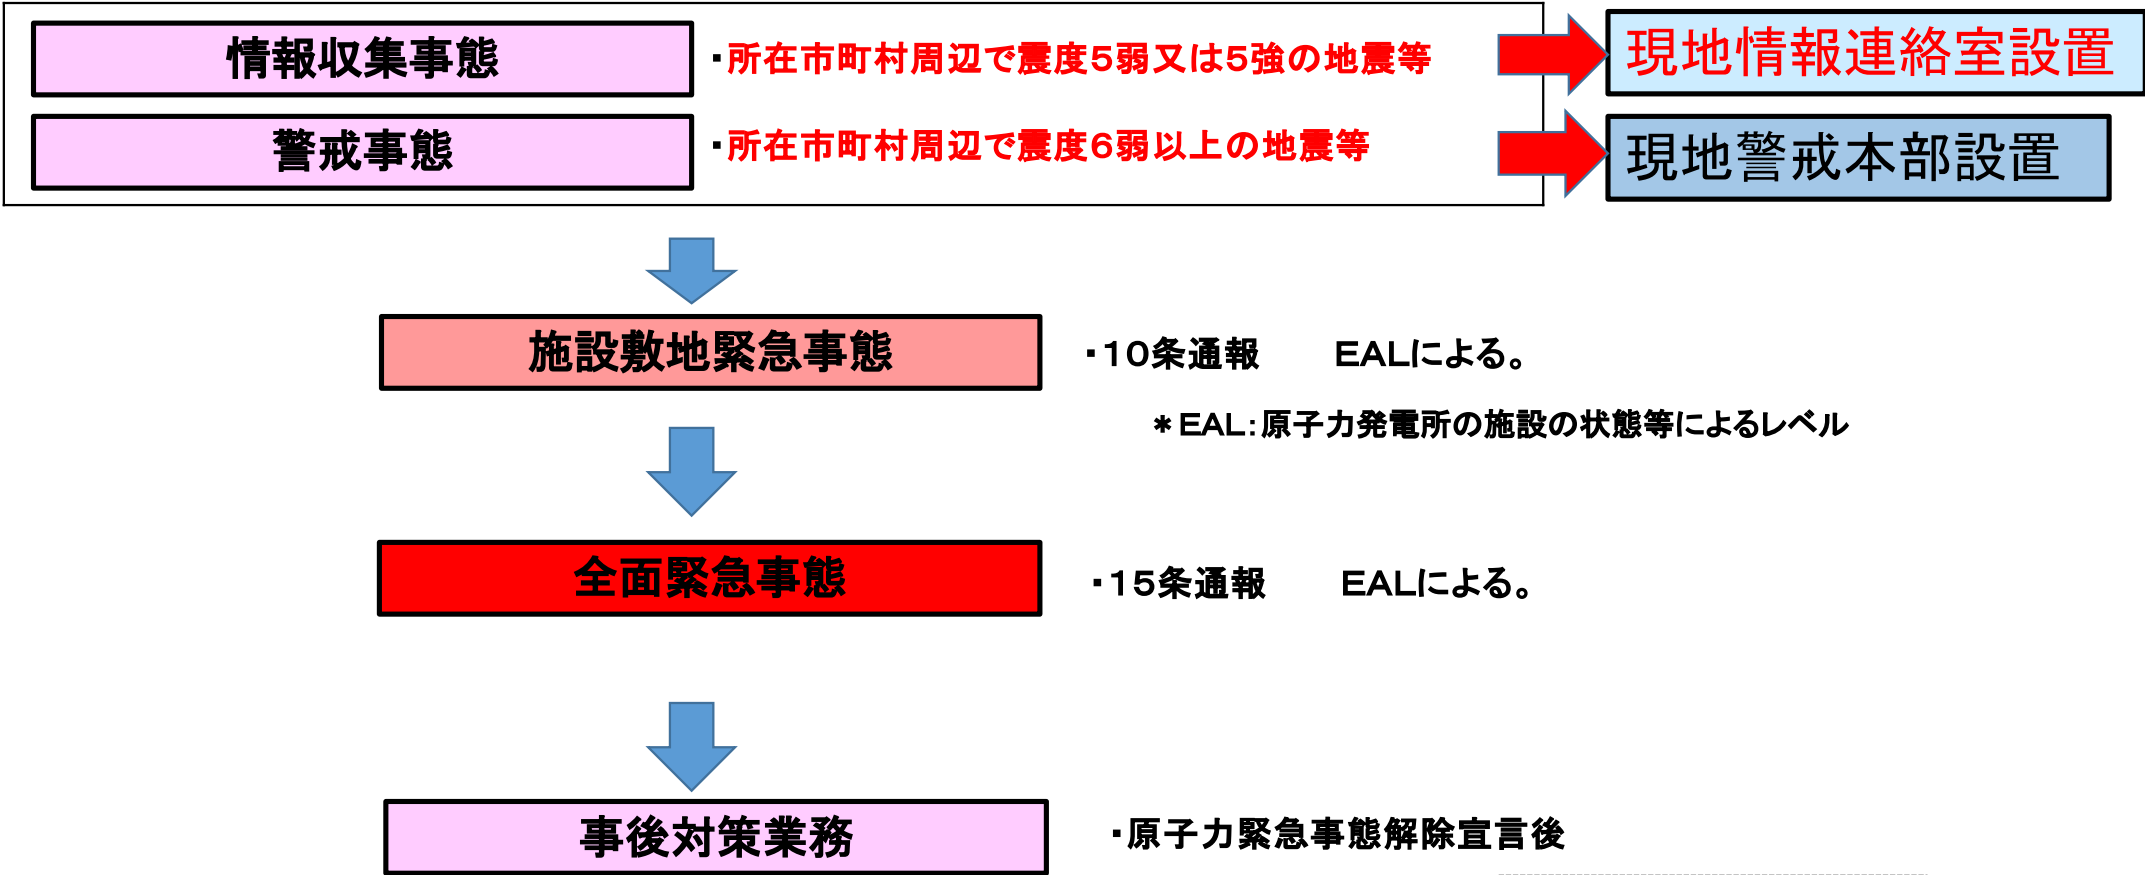 情報収集事態
・所在市町村周辺で震度5弱又は5強の地震等
現地情報連絡室設置
警戒事態
・所在市町村周辺で震度6弱以上の地震等
現地警戒本部設置
施設敷地緊急事態
・10条通報　　EALによる。
＊EAL:原子力発電所の施設の状態等によるレベル
全面緊急事態
・15条通報　　EALによる。
事後対策業務
・原子力緊急事態解除宣言後